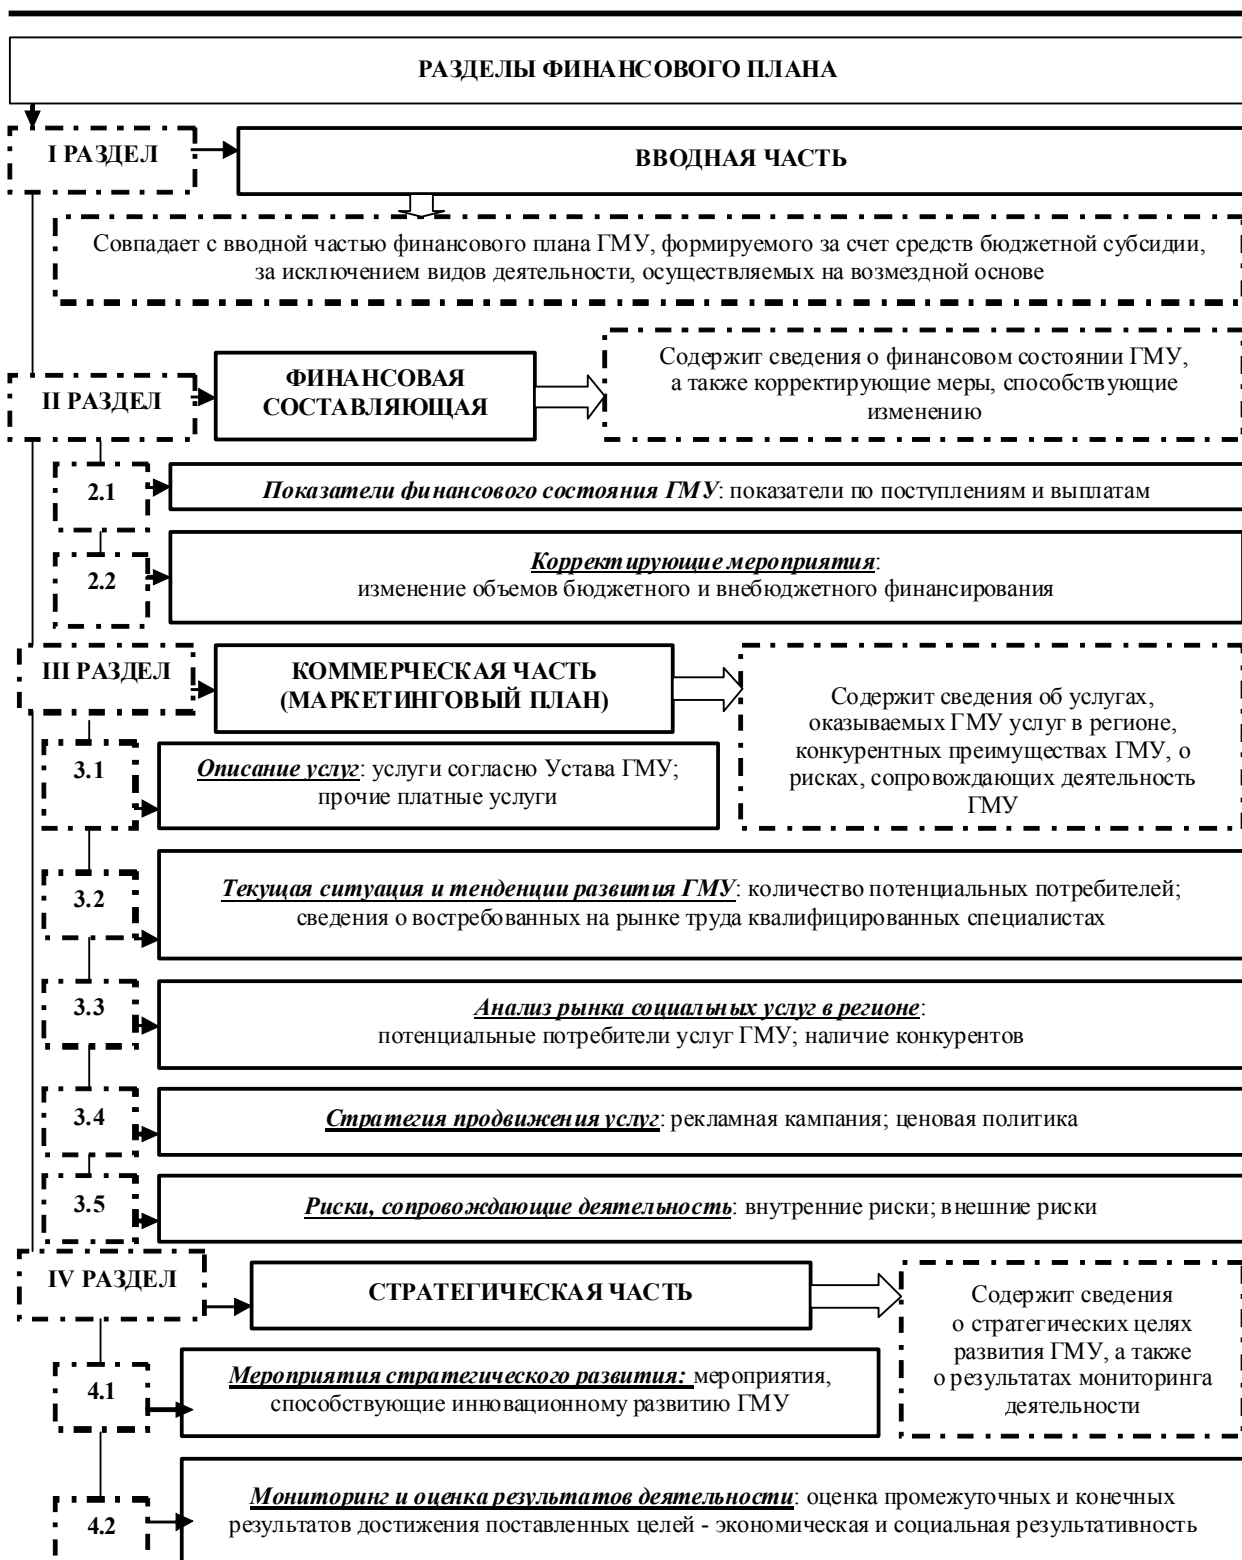 РАЗДЕЛЫ ФИНАНСОВОГО ПЛАНА
I РАЗДЕЛ
ВВОДНАЯ ЧАСТЬ
Совпадает с вводной частью финансового плана ГМУ, формируемого за счет средств бюджетной субсидии,
за исключением видов деятельности, осуществляемых на возмездной основе
II РАЗДЕЛ
ФИНАНСОВАЯ
СОСТАВЛЯЮЩАЯ
Содержит сведения о финансовом состоянии ГМУ,
а также корректирующие меры, способствующие
изменению
2.1
Показатели финансового состояния ГМУ: показатели по поступлениям и выплатам
2.2
Корректирующие мероприятия:
изменение объемов бюджетного и внебюджетного финансирования
III РАЗДЕЛ
КОММЕРЧЕСКАЯ ЧАСТЬ
(МАРКЕТИНГОВЫЙ ПЛАН)
Содержит сведения об услугах,
оказываемых ГМУ услуг в регионе,
конкурентных преимуществах ГМУ, о
рисках, сопровождающих деятельность
ГМУ
3.1
Описание услуг: услуги согласно Устава ГМУ;
прочие платные услуги
3.2
Текущая ситуация и тенденции развития ГМУ: количество потенциальных потребителей;
сведения о востребованных на рынке труда квалифицированных специалистах
3.3
Анализ рынка социальных услуг в регионе:
потенциальные потребители услуг ГМУ; наличие конкурентов
3.4
Стратегия продвижения услуг: рекламная кампания; ценовая политика
3.5
Риски, сопровождающие деятельность: внутренние риски; внешние риски
IV РАЗДЕЛ
СТРАТЕГИЧЕСКАЯ ЧАСТЬ
Содержит сведения
о стратегических целях
развития ГМУ, а также
о результатах мониторинга
деятельности
4.1
Мероприятия стратегического развития: мероприятия,
способствующие инновационному развитию ГМУ
4.2
Мониторинг и оценка результатов деятельности: оценка промежуточных и конечных
результатов достижения поставленных целей - экономическая и социальная результативность